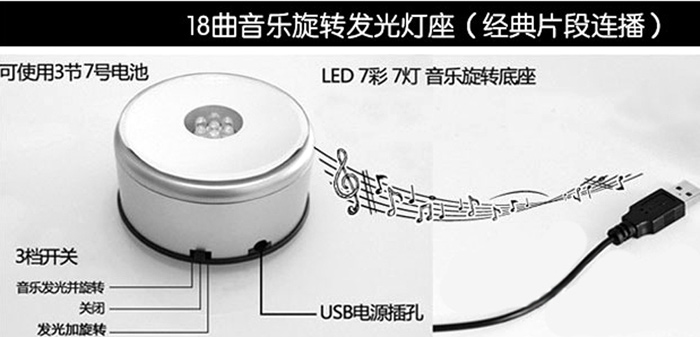 18曲音乐旋转发光灯座（经典片段连播）
可使用3节7号电池
LED 7彩 7灯 音乐旋转底座
3档开关
音乐发光并旋转
关闭
发光加旋转
USB电源插孔